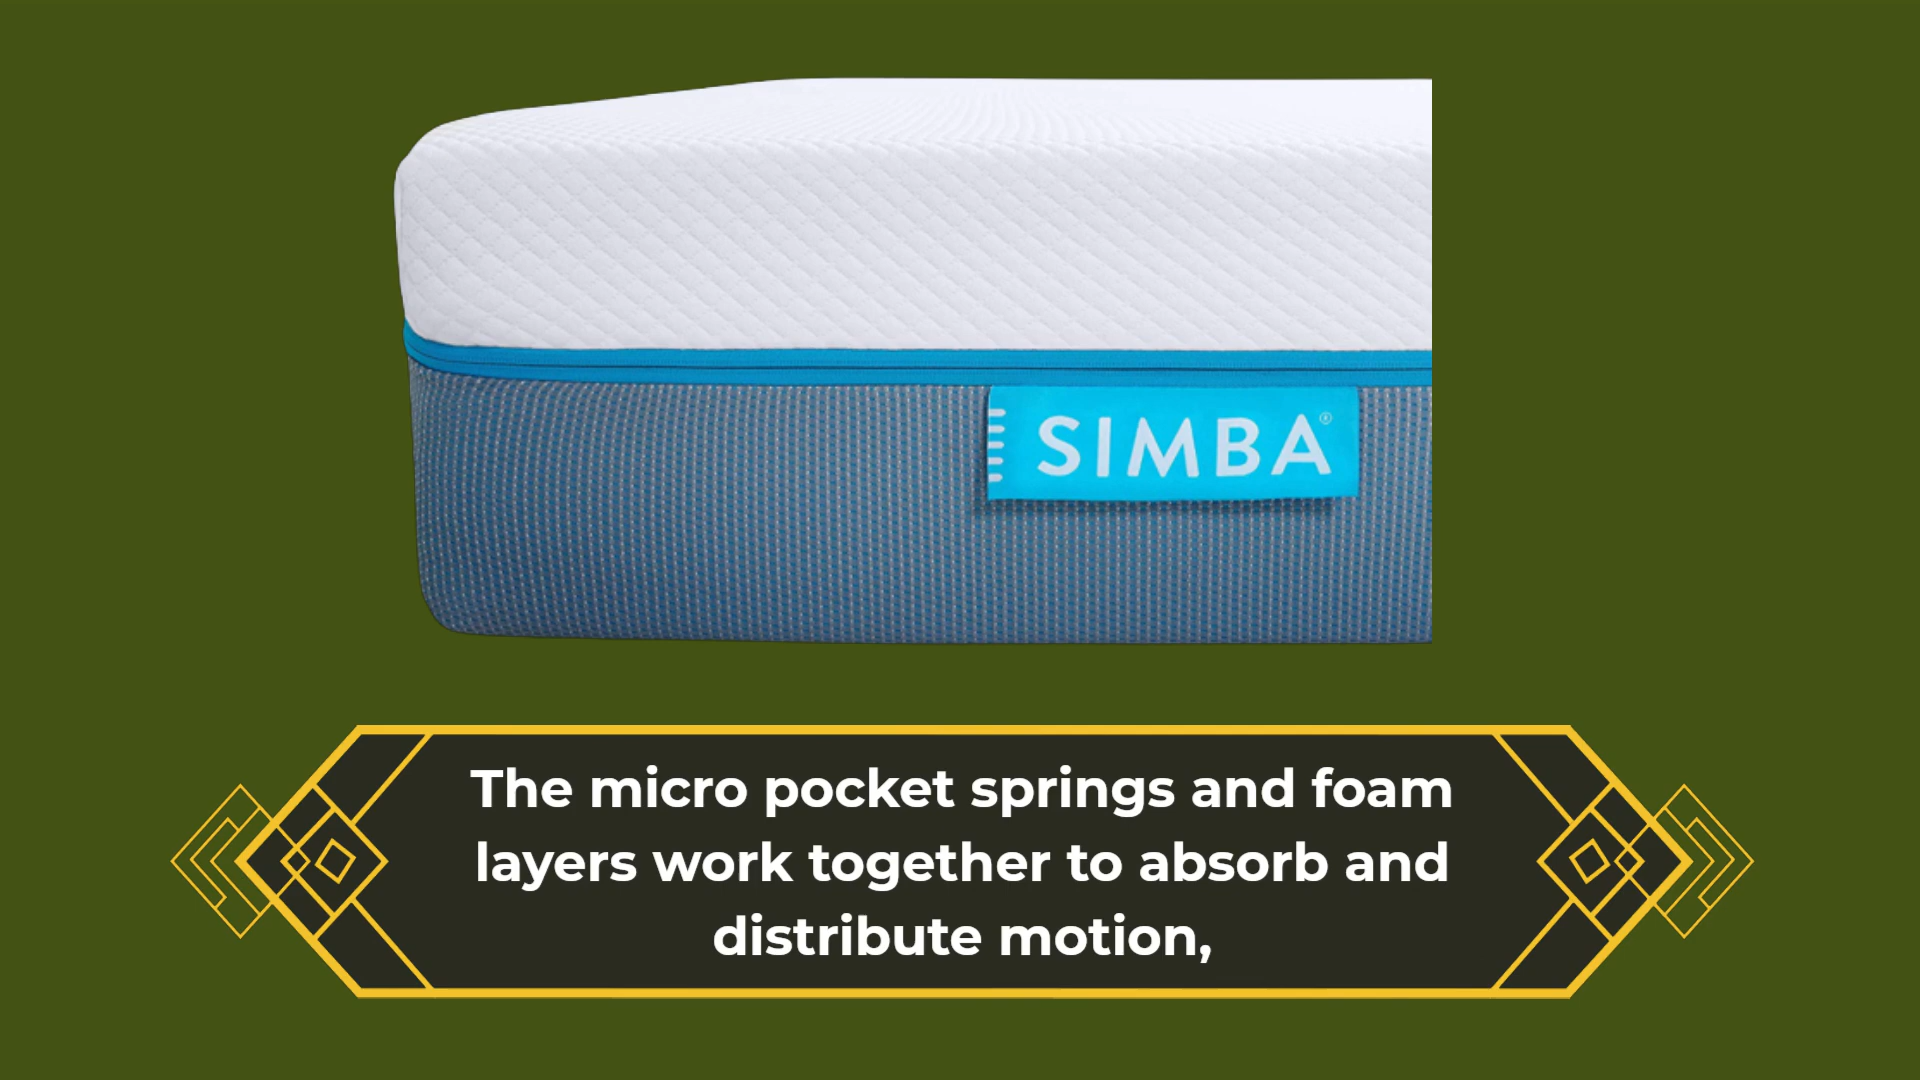 SIMBA®
The micro pocket springs and foam
layers work together to absorb and
distribute motion,